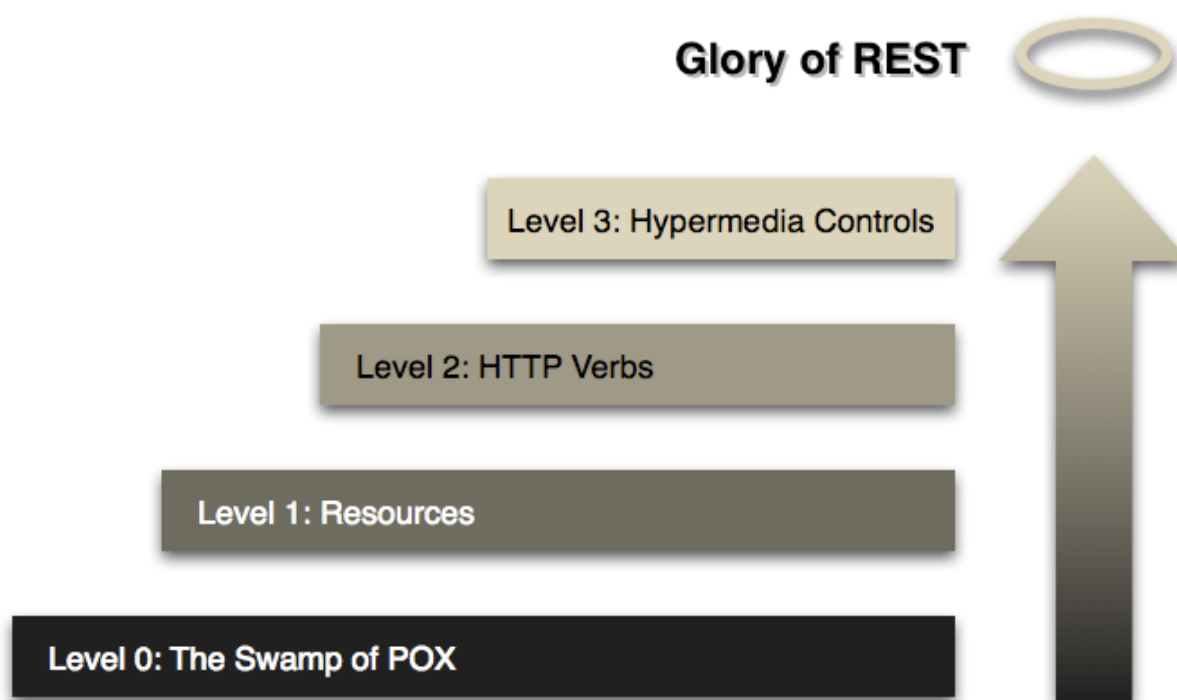 Glory of REST
Level 3: Hypermedia Controls
Level 2: HTTP Verbs
Level 1: Resources
Level 0: The Swamp of POX